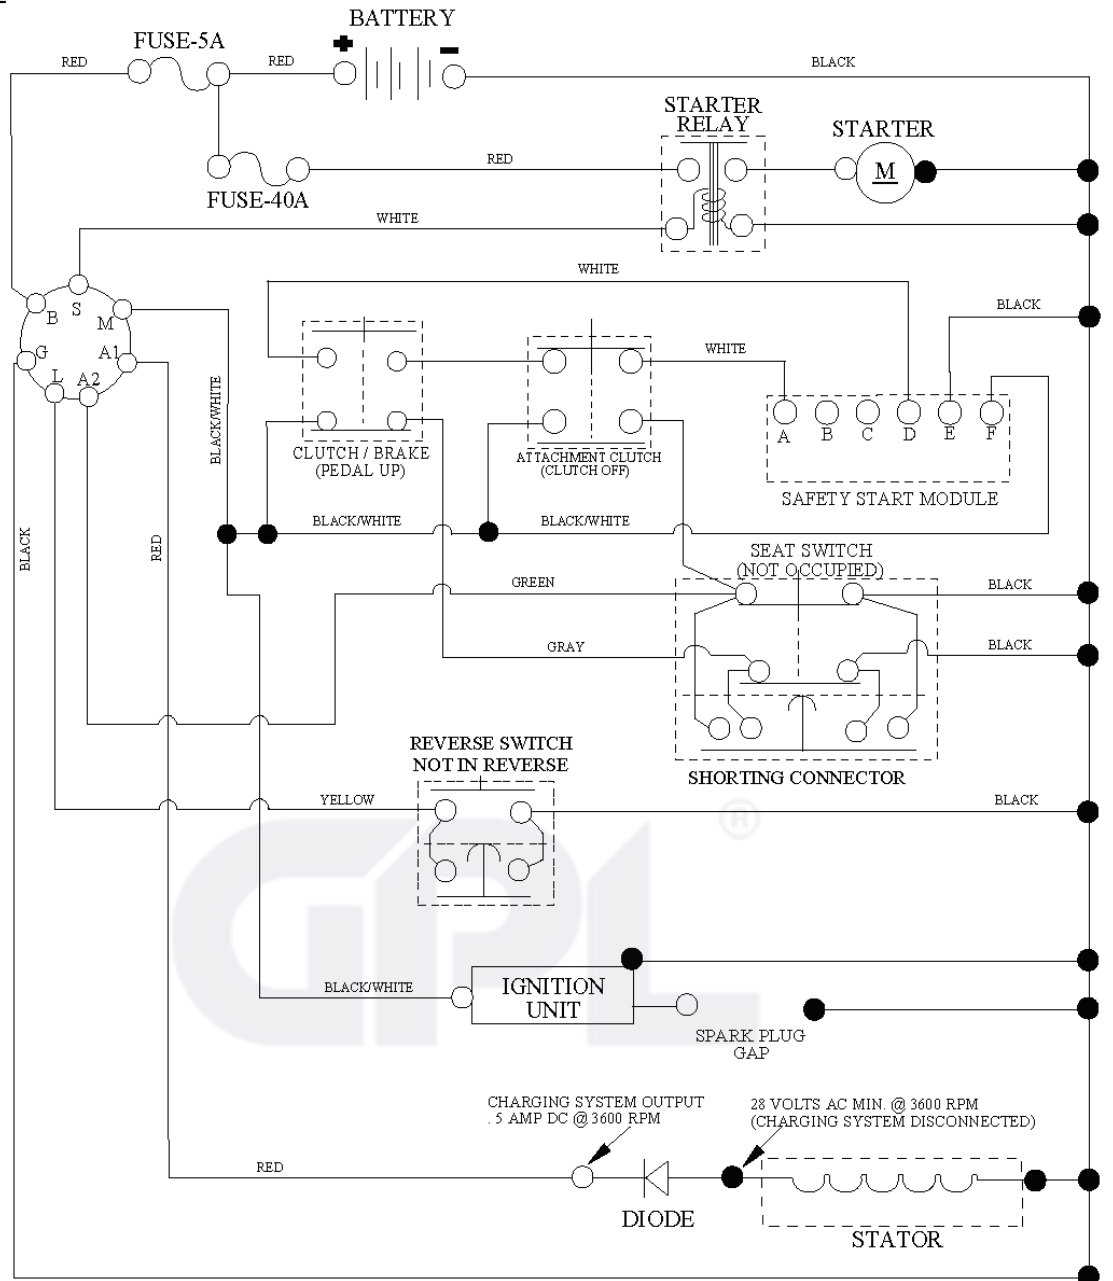 BATTERY
FUSE-5A
RED
RED
BLACK
STARTER
RELAY
STARTER
M
RED
FUSE-40A
WHITE
WHITE
BLACK
B
S
M
G
A1
L
A2
WHITE
BLACK/WHITE
A
B
C
D
E
F
CLUTCH / BRAKE
(PEDAL UP)
ATTACHMENT CLUTCH
(CLUTCH OFF)
SAFETY START MODULE
BLACK/WHITE
BLACK/WHITE
BLACK
RED
SEAT SWITCH
(NOT OCCUPIED)
GREEN
BLACK
GRAY
BLACK
REVERSE SWITCH
NOT IN REVERSE
SHORTING CONNECTOR
YELLOW
BLACK
GPL®
BLACK/WHITE
IGNITION
UNIT
SPARK PLUG
GAP
CHARGING SYSTEM OUTPUT
. 5 AMP DC @ 3600 RPM
28 VOLTS AC MIN. @ 3600 RPM
(CHARGING SYSTEM DISCONNECTED)
RED
DIODE
STATOR